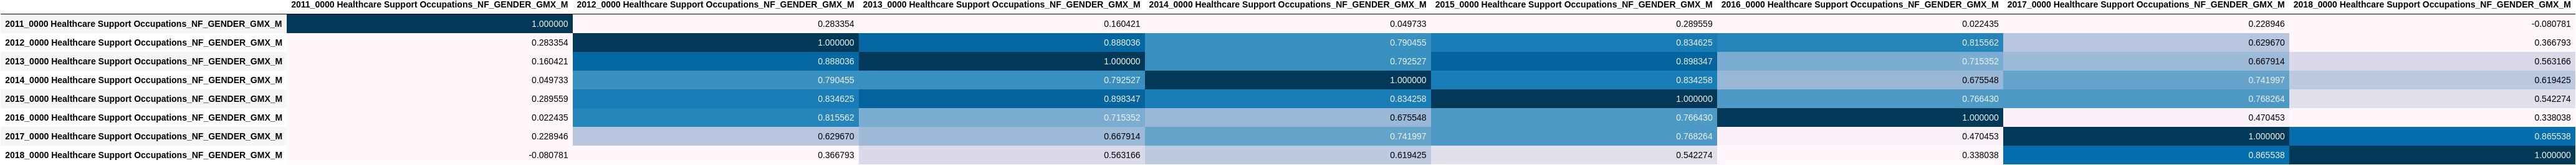 2011_0000 Healthcare Support Occupations_NF_GENDER_GMX_M 2012_0000 Healthcare Support Occupations_NF_GENDER_GMX_M 2013_0000 Healthcare Support Occupations_NF_GENDER_GMX_M 2014_0000 Healthcare Support Occupations_NF_GENDER_GMX_M 2015_0000 Healthcare Support Occupations_NF_GENDER_GMX_M 2016_0000 Healthcare Support Occupations_NF_GENDER_GMX_M 2017_0000 Healthcare Support Occupations_NF_GENDER_GMX_M 2018_0000 Healthcare Support Occupations_NF_GENDER_GMX_M
2011_0000 Healthcare Support Occupations_NF_GENDER_GMX_M 1.000000 0.283354 0.160421 0.049733 0.289559 0.022435 0.228946 -0.080781
2012_0000 Healthcare Support Occupations_NF_GENDER_GMX_M 0.283354 1.000000 0.888036 0.790455 0.834625 0.815562 0.629670 0.366793
2013_0000 Healthcare Support Occupations_NF_GENDER_GMX_M 0.160421 0.888036 1.000000 0.792527 0.898347 0.715352 0.667914 0.563166
2014_0000 Healthcare Support Occupations_NF_GENDER_GMX_M 0.049733 0.790455 0.792527 1.000000 0.834258 0.675548 0.741997 0.619425
2015_0000 Healthcare Support Occupations_NF_GENDER_GMX_M 0.289559 0.834625 0.898347 0.834258 1.000000 0.766430 0.768264 0.542274
2016_0000 Healthcare Support Occupations_NF_GENDER_GMX_M 0.022435 0.815562 0.715352 0.675548 0.766430 1.000000 0.470453 0.338038
2017_0000 Healthcare Support Occupations_NF_GENDER_GMX_M 0.228946 0.629670 0.667914 0.741997 0.768264 0.470453 1.000000 0.865538
2018_0000 Healthcare Support Occupations_NF_GENDER_GMX_M -0.080781 0.366793 0.563166 0.619425 0.542274 0.338038 0.865538 1.000000